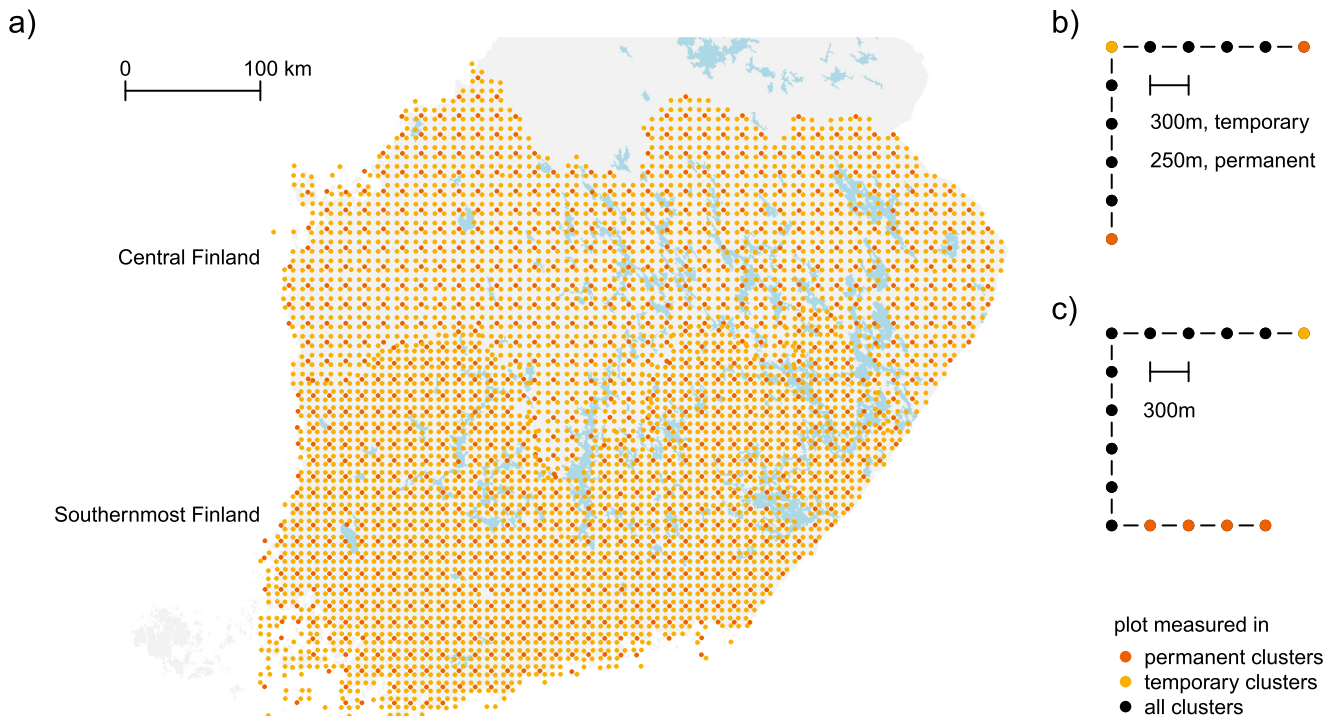 a)
0 100 km
Central Finland
Southernmost Finland
b)
300m, temporary
250m, permanent
c)
300m
plot measured in
permanent clusters
temporary clusters
all clusters